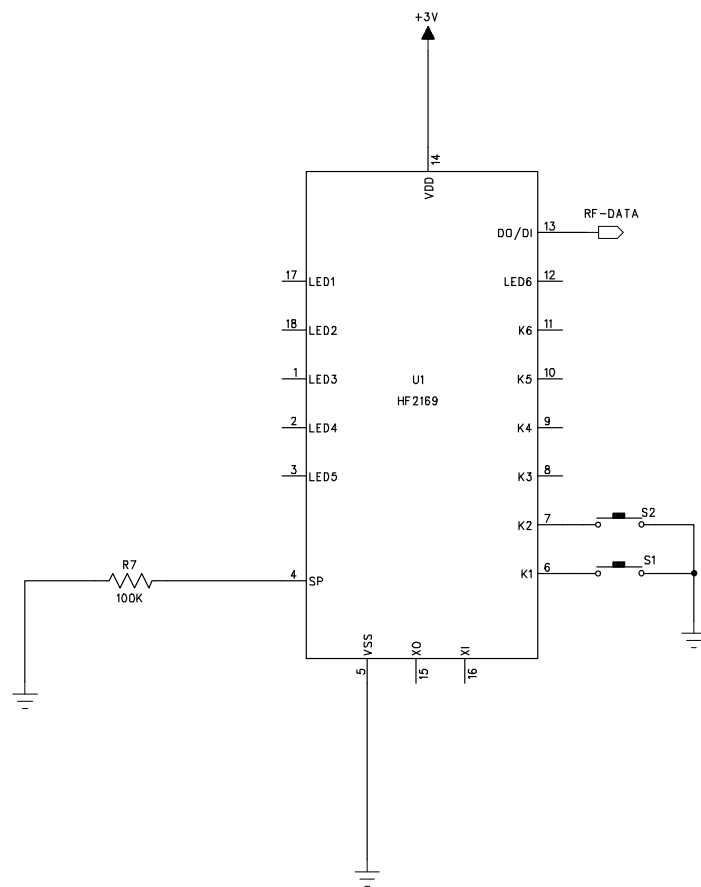 +3V
14
VDD
RF-DATA
DO/DI 13
17 LED1
LED6 12
18 LED2
K6 11
1 LED3
K5 10
U1
HF2169
2 LED4
K4 9
3 LED5
K3 8
K2 7
S2
R7
100K
4 SP
K1 6
S1
VSS
XO
XI
5
15
16